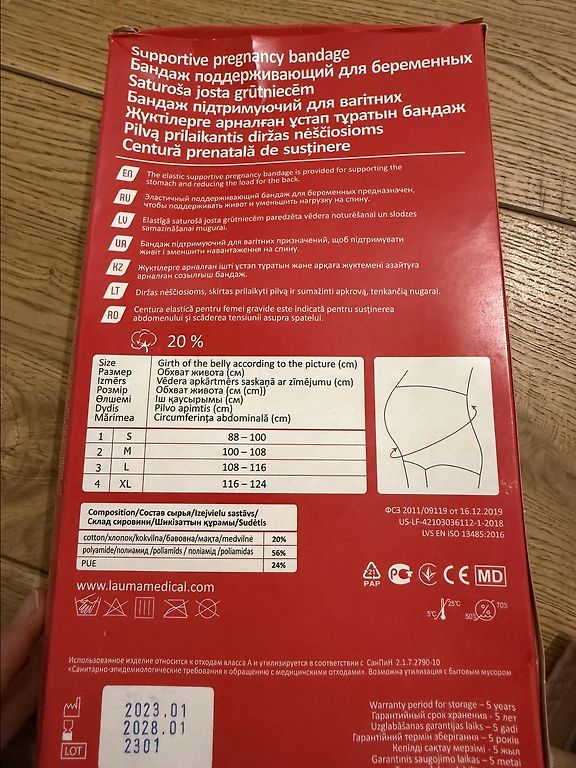 Supportive pregnancy bandage
Бандаж поддерживающий для беременных
Saturoša josta grūtniecēm
Бандаж підтримуючий для вагітних
Жүктілерге арналған ұстап тұратын бандаж
Pilvą prilaikantis diržas nėščiosioms
Centură prenatală de susținere
EN
The elastic supportive pregnancy bandage is provided for supporting the
stomach and reducing the load for the back.
RU
Эластичный поддерживающий бандаж для беременных предназначен,
чтобы поддерживать живот и уменьшить нагрузку на спину.
LV
Elastīgā saturošā josta grūtniecēm paredzēta vēdera noturēšanai un slodzes
samazināšanai mugurai.
UA
Бандаж підтримуючий для вагітних призначений, щоб підтримувати
живіт і зменшити навантаження на спину.
KZ
Жүктілерге арналған ішті ұстап тұратын және арқаға жүктемені азайтуға
арналған созылғыш бандаж.
LT
Diržas nėščiosioms, skirtas prilaikyti pilvą ir sumažinti apkrovą, tenkančią nugarai.
RO
Centura elastică pentru femei gravide este indicată pentru susținerea
abdomenului și scăderea tensiunii asupra spatelui.
20 %
Size Girth of the belly according to the picture (cm)
Размер Обхват живота (см)
Izmērs Vēdera apkārtmērs saskaņā ar zīmējumu (cm)
Розмір Обхват живота (см (cm))
Өлшемі Іш қаусырымы (см)
Dydis Pilvo apimtis (cm)
Mărimea Circumferința abdominală (cm)
1 S 88 – 100
2 M 100 – 108
3 L 108 – 116
4 XL 116 – 124
Composition/Состав сырья/Izejvielu sastāvs/
Склад сировини/Шикізаттын құрамы/Sudėtis
cotton/хлопок/kokvilna/бавовна/мақта/medvilnė 20%
polyamide/полиамид /poliamīds / поліамід /poliamidas 56%
PUE 24%
ФСЗ 2011/09119 от 16.12.2019
US-LF-42103036112-1-2018
LVS EN ISO 13485:2016
www.laumamedical.com
21
PAP
CE
MD
5°C
25°C
50%
70%
Использованное изделие относится к отходам класса А и утилизируется в соответствии с СанПиН 2.1.7.2790-10
«Санитарно-эпидемиологические требования к обращению с медицинскими отходами». Возможна утилизация с бытовым мусором
2023.01
2028.01
LOT 2301
Warranty period for storage – 5 years
Гарантийный срок хранения - 5 лет
Uzglabāšanas garantijas laiks – 5 gadi
Гарантійний термін зберігання – 5 років
Кепілді сақтау мерзімі - 5 жыл
Garantinis saugojimo laikas – 5 metai